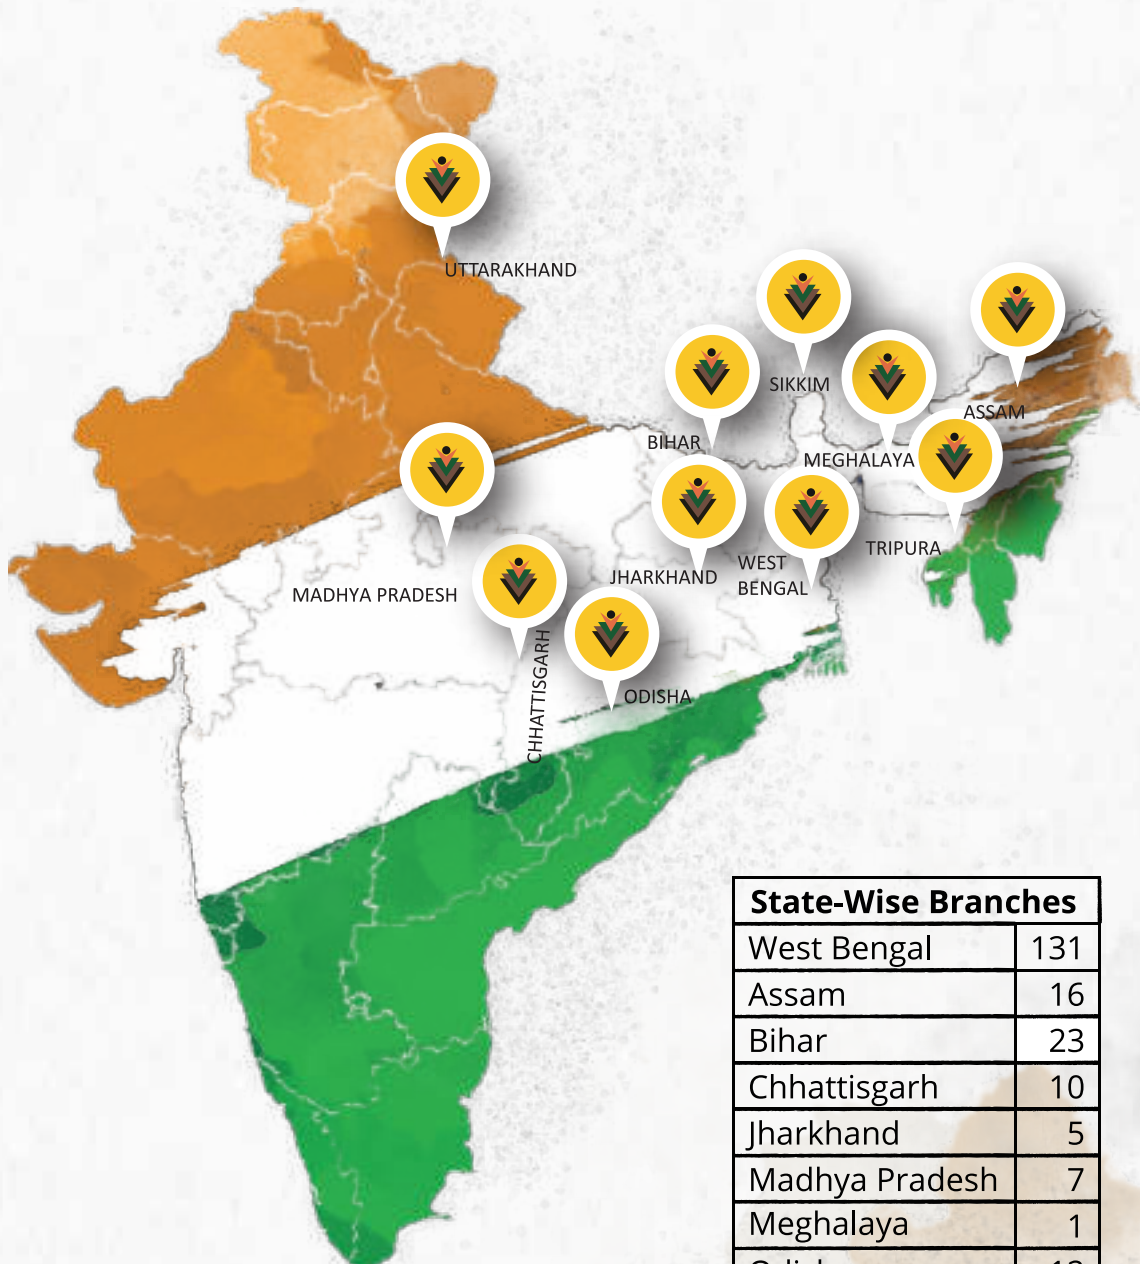 UTTARAKHAND
SIKKIM
ASSAM
BIHAR
MEGHALAYA
TRIPURA
WEST
BENGAL
JHARKHAND
MADHYA PRADESH
CHHATTISGARH
ODISHA
State-Wise Branches
West Bengal 131
Assam 16
Bihar 23
Chhattisgarh 10
Jharkhand 5
Madhya Pradesh 7
Meghalaya 1